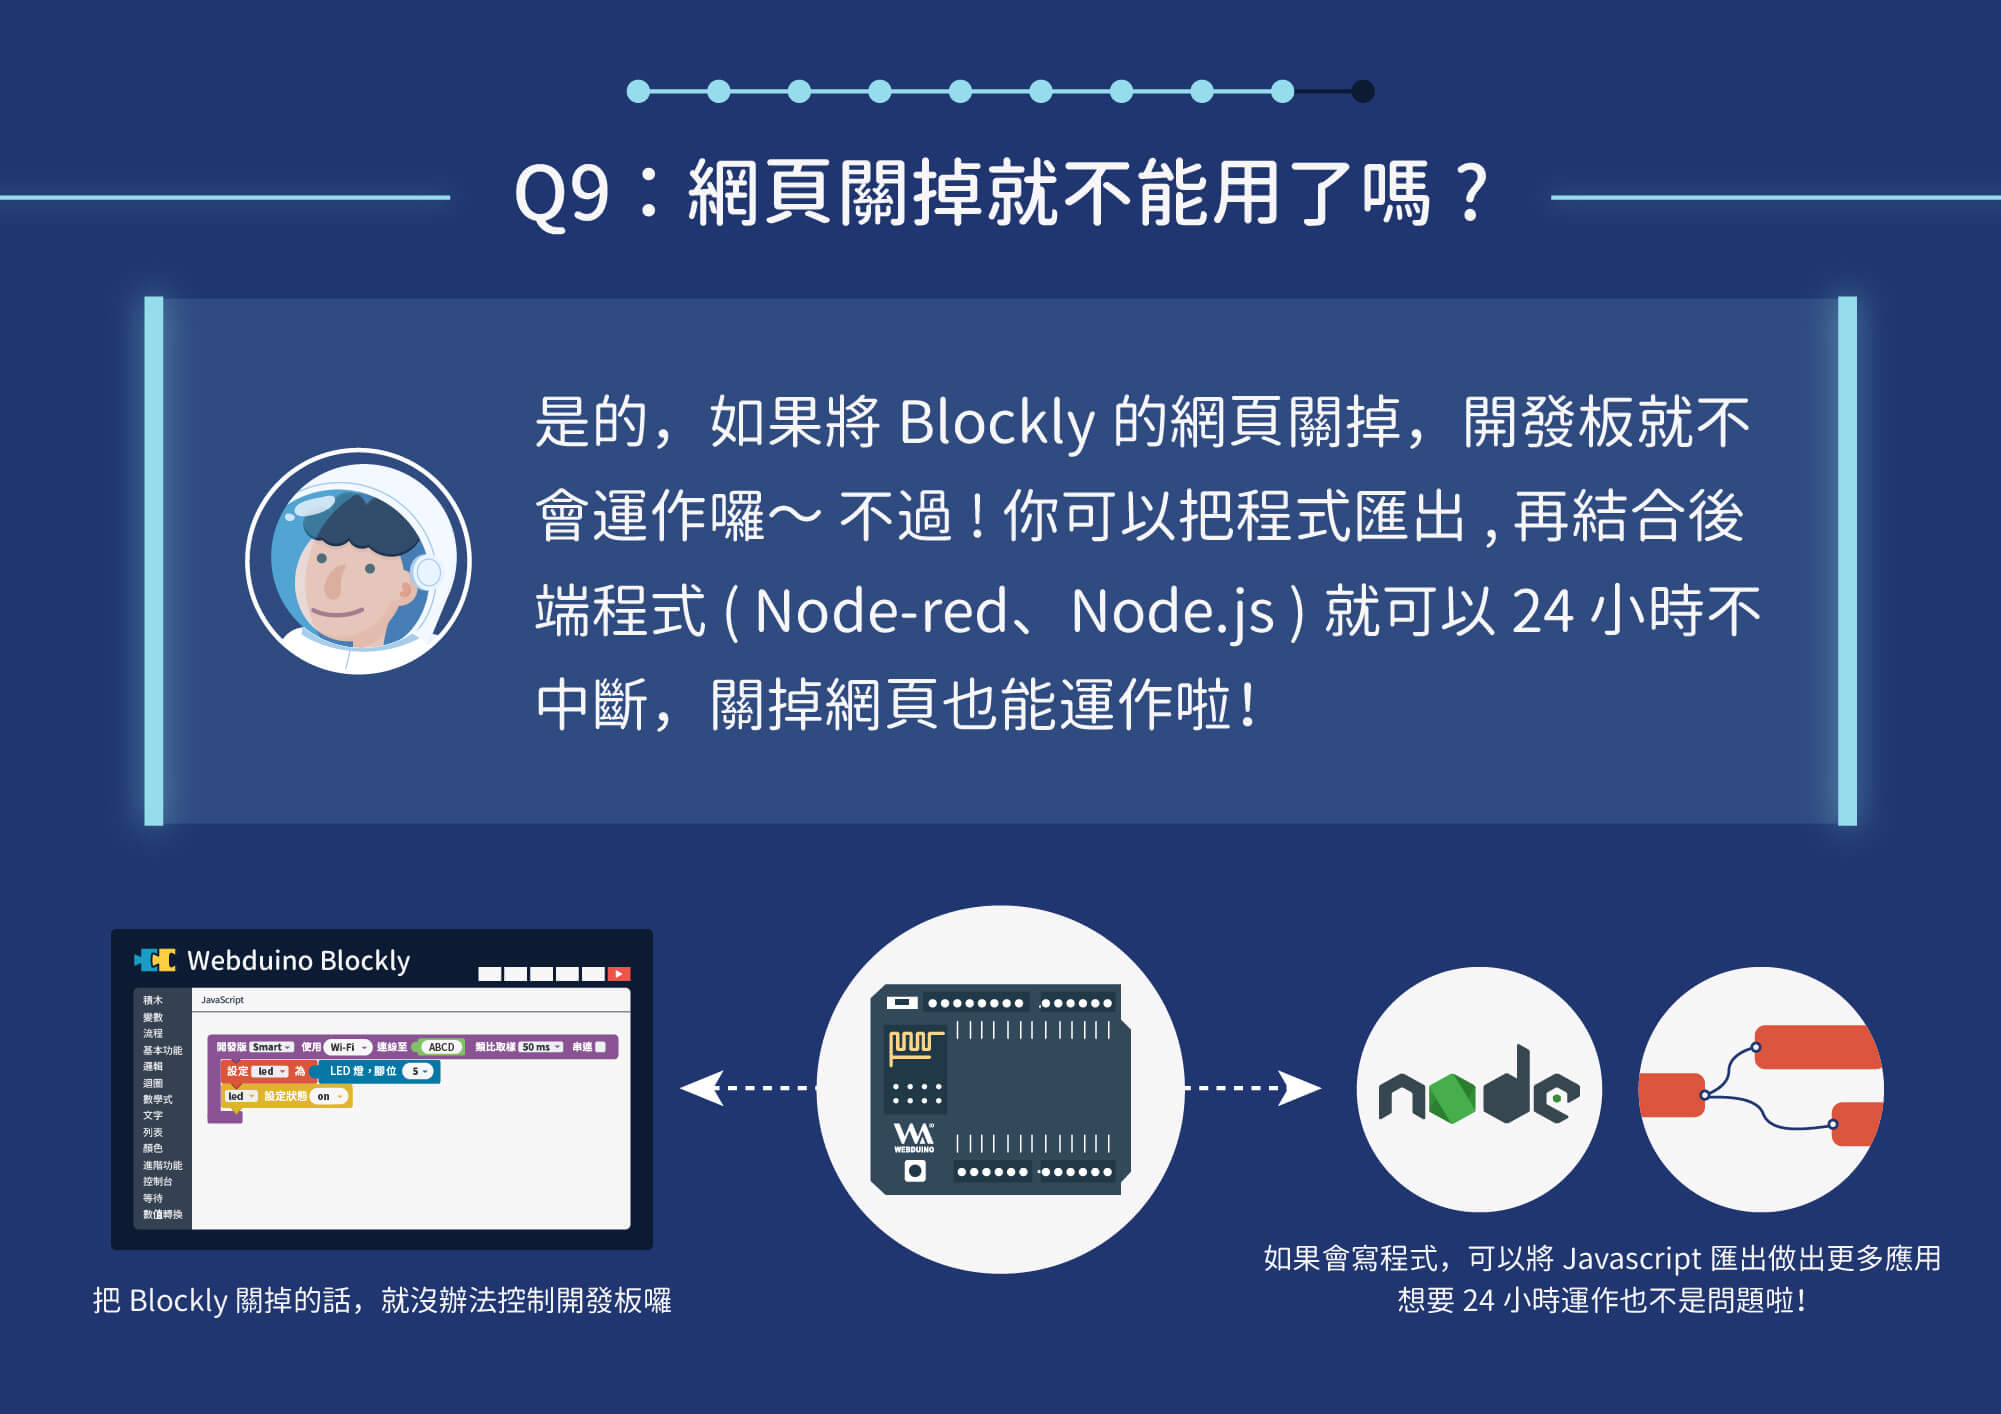 Q9：網頁關掉就不能用了嗎？
是的，如果將 Blockly 的網頁關掉，開發板就不
會運作囉～ 不過！你可以把程式匯出 , 再結合後
端程式 ( Node-red、Node.js ) 就可以 24 小時不
中斷，關掉網頁也能運作啦！
Webduino Blockly
積木
變數
流程
基本功能
邏輯
迴圈
數學式
文字
列表
顏色
進階功能
控制台
等待
數值轉換
JavaScript
開發版 Smart 使用 Wi-Fi 連線至 ABCD 類比取樣 50 ms 串連
設定 led 為 LED 燈，腳位 5
led 設定狀態 on
把 Blockly 關掉的話，就沒辦法控制開發板囉
WEBDUINO
node
如果會寫程式，可以將 Javascript 匯出做出更多應用
想要 24 小時運作也不是問題啦！